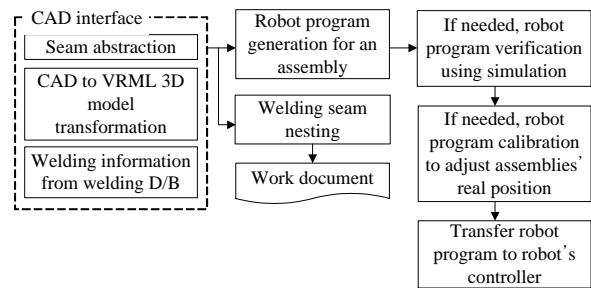 CAD interface
Seam abstraction
CAD to VRML 3D
model
transformation
Welding information
from welding D/B
Robot program
generation for an
assembly
Welding seam
nesting
Work document
If needed, robot
program verification
using simulation
If needed, robot
program calibration
to adjust assemblies’
real position
Transfer robot
program to robot’s
controller